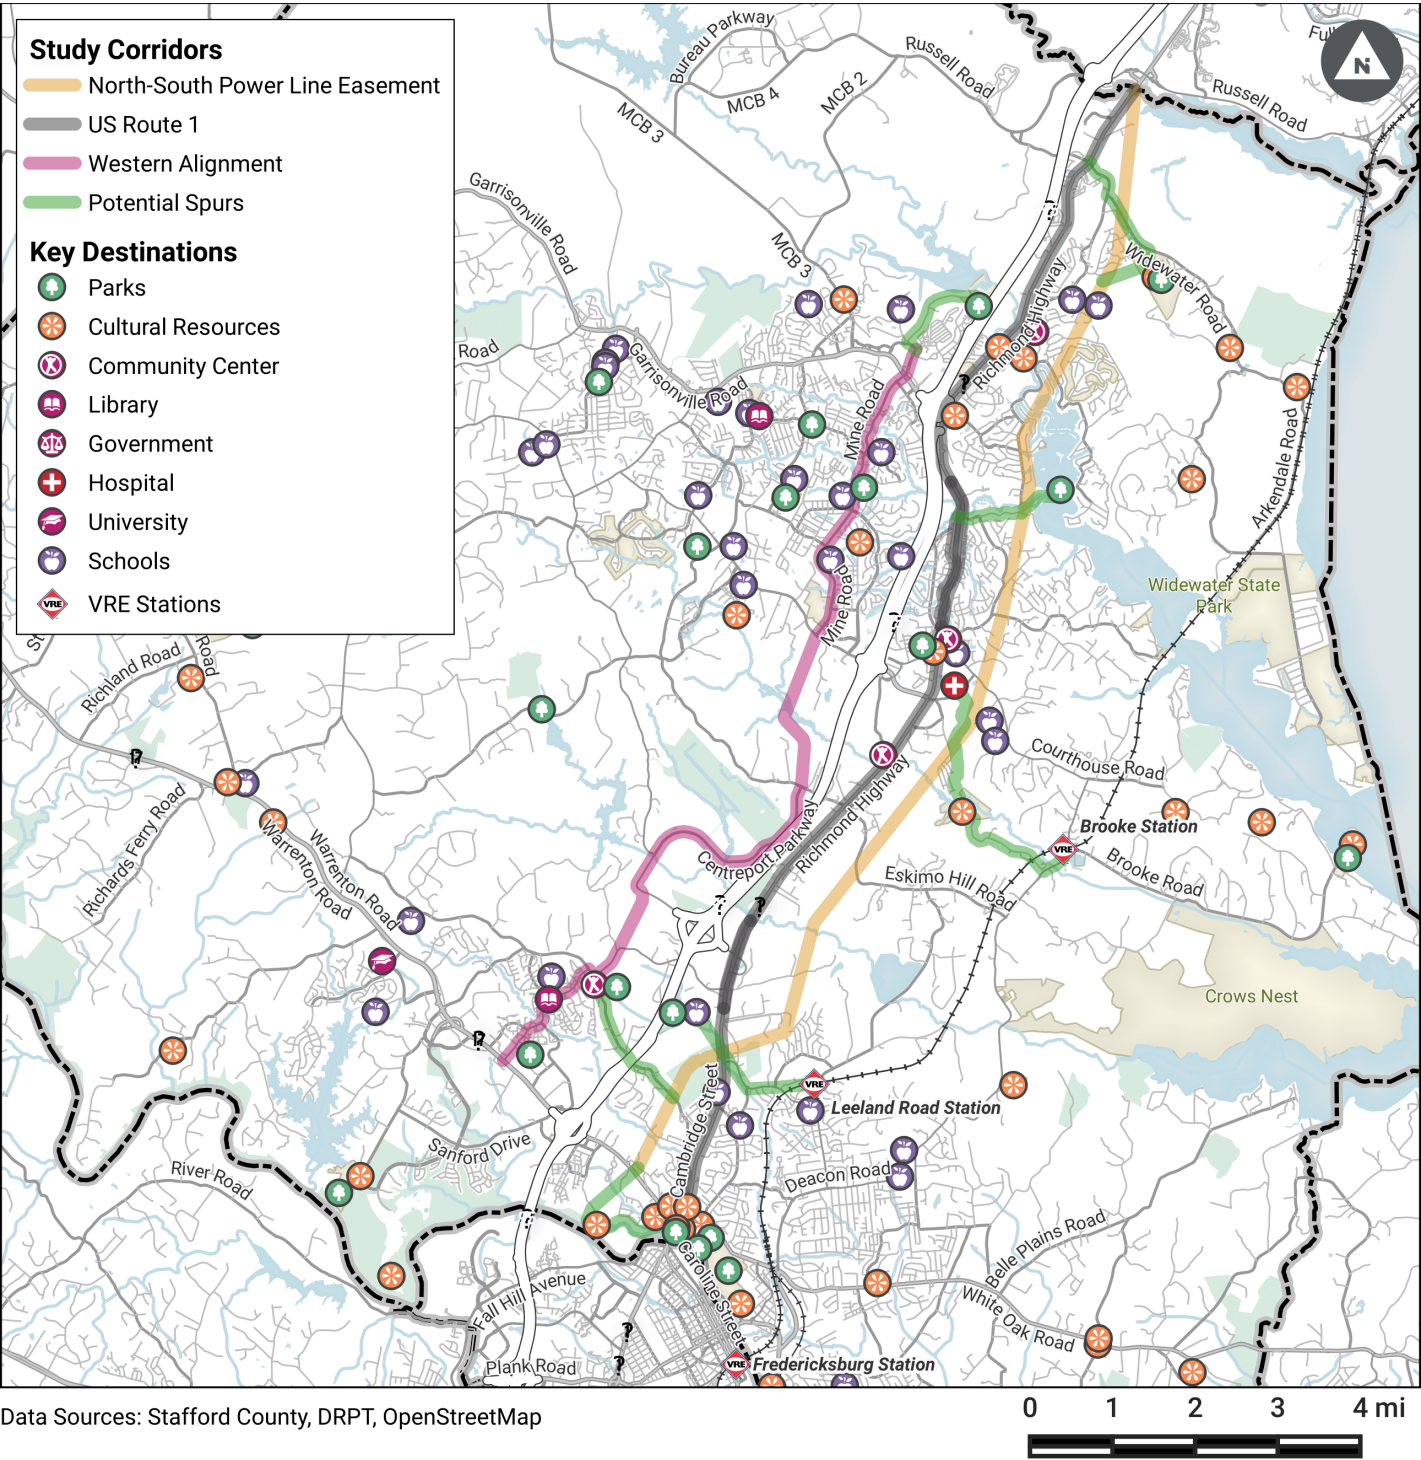 Study Corridors
North-South Power Line Easement
US Route 1
Western Alignment
Potential Spurs
Key Destinations
Parks
Cultural Resources
Community Center
Library
Government
Hospital
University
Schools
VRE
VRE Stations
N
Bureau Parkway
Russell Road
MCB 4
MCB 2
MCB 3
Russell Road
Garrisonville Road
MCB 3
Widewater Road
Richmond Highway
Road
Garrisonville Road
Mine Road
Arkendale Road
Widewater State
Park
Mine Road
Richland Road
Road
Courthouse Road
Richmond Highway
Centreport Parkway
Brooke Station
VRE
Brooke Road
Eskimo Hill Road
Richards Ferry Road
Warrenton Road
Warrenton Road
Crows Nest
VRE
Leeland Road Station
Cambridge Street
Sanford Drive
River Road
Deacon Road
Belle Plains Road
White Oak Road
Fall Hill Avenue
Caroline Street
Plank Road
VRE
Fredericksburg Station
Data Sources: Stafford County, DRPT, OpenStreetMap
0 1 2 3 4 mi